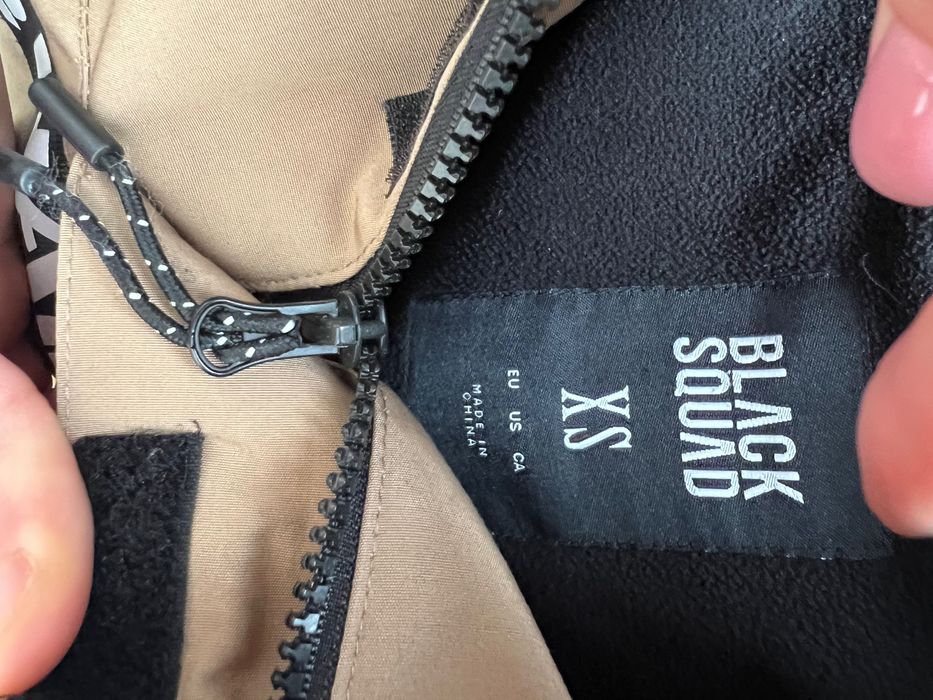 BLACK
SQUAD
XS
EU US CA
MADE IN
CHINA